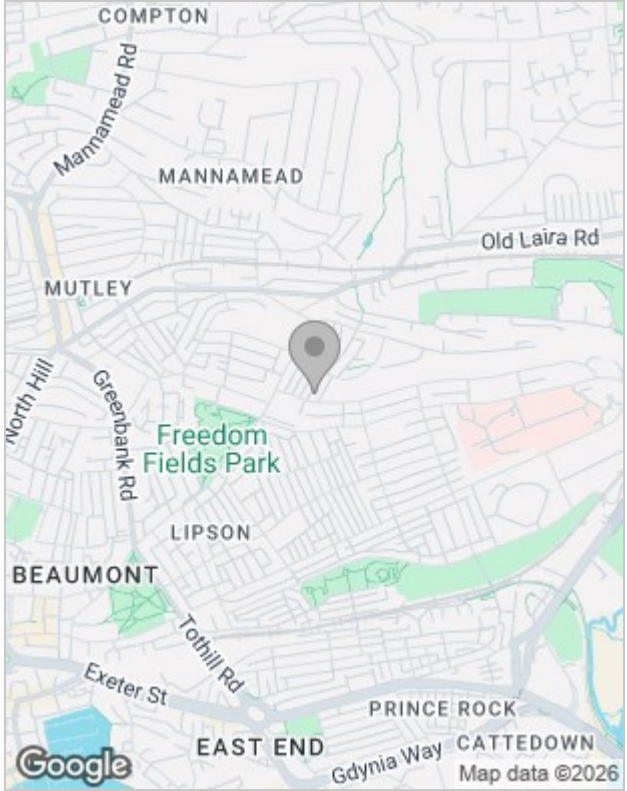 COMPTON
Mannamead Rd
MANNAMEAD
Old Laira Rd
MUTLEY
North Hill
Greenbank Rd
Freedom
Fields Park
LIPSON
BEAUMONT
Tothill Rd
Exeter St
PRINCE ROCK
EAST END
CATTEDOWN
Gdynia Way
Google
Map data ©2026